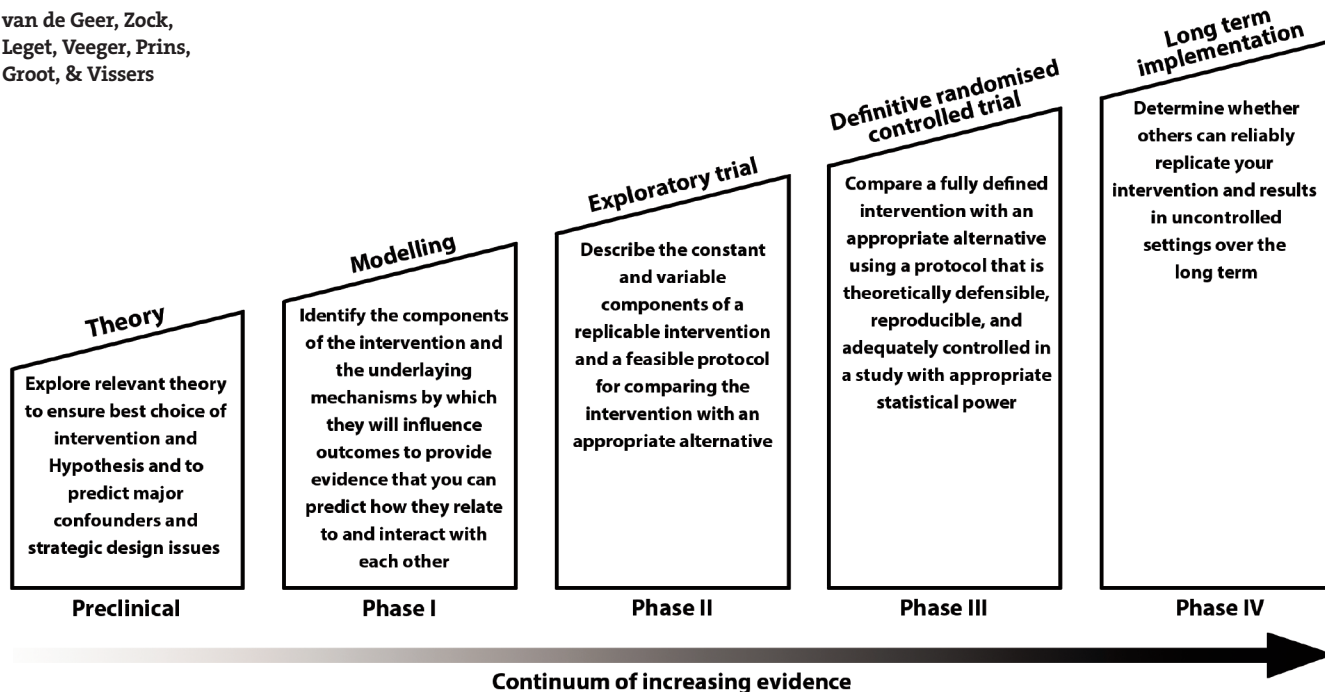 van de Geer, Zock,
Leget, Veeger, Prins,
Groot, & Vissers
Theory
Explore relevant theory
to ensure best choice of
intervention and
Hypothesis and to
predict major
confounders and
strategic design issues
Preclinical
Modelling
Identify the components
of the intervention and
the underlaying
mechanisms by which
they will influence
outcomes to provide
evidence that you can
predict how they relate
to and interact with
each other
Phase I
Exploratory trial
Describe the constant
and variable
components of a
replicable intervention
and a feasible protocol
for comparing the
intervention with an
appropriate alternative
Phase II
Definitive randomised
controlled trial
Compare a fully defined
intervention with an
appropriate alternative
using a protocol that is
theoretically defensible,
reproducible, and
adequately controlled in
a study with appropriate
statistical power
Phase III
Long term
implementation
Determine whether
others can reliably
replicate your
intervention and results
in uncontrolled
settings over the
long term
Phase IV
Continuum of increasing evidence